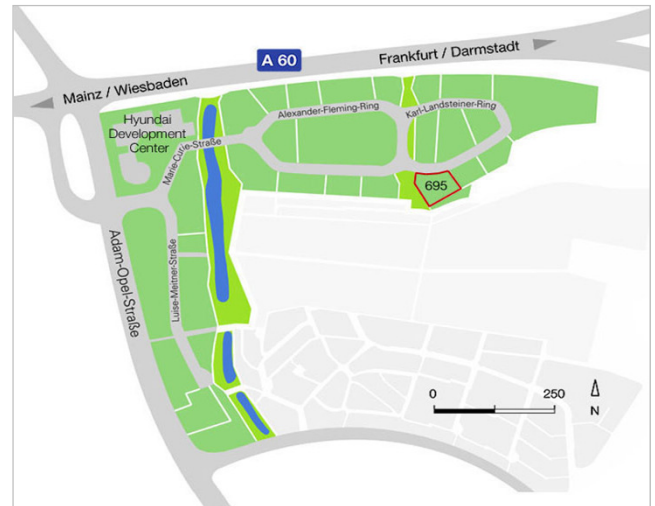 A 60
Frankfurt / Darmstadt
Mainz / Wiesbaden
Hyundai
Development
Center
Marie-Curie-Straße
Alexander-Fleming-Ring
Karl-Landsteiner-Ring
695
Adam-Opel-Straße
Luise-Meitner-Straße
0
250
N